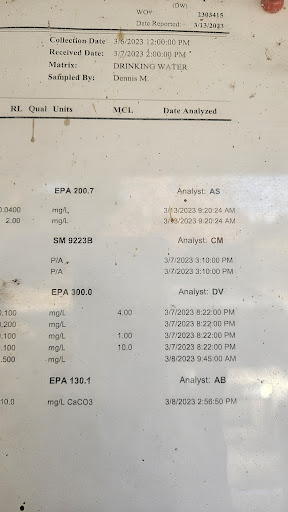 (DW)
WO#: 2303415
Date Reported: 3/13/2023
Collection Date: 3/6/2023 12:00:00 PM
Received Date: 3/7/2023 2:00:00 PM
Matrix: DRINKING WATER
Sampled By: Dennis M.
RL Qual Units MCL Date Analyzed
EPA 200.7 Analyst: AS
0.0400 mg/L 3/13/2023 9:20:24 AM
2.00 mg/L 3/13/2023 9:20:24 AM
SM 9223B Analyst: CM
P/A 3/7/2023 3:10:00 PM
P/A 3/7/2023 3:10:00 PM
EPA 300.0 Analyst: DV
.100 mg/L 4.00 3/7/2023 8:22:00 PM
.200 mg/L 3/7/2023 8:22:00 PM
.100 mg/L 1.00 3/7/2023 8:22:00 PM
.100 mg/L 10.0 3/7/2023 8:22:00 PM
.500 mg/L 3/8/2023 9:45:00 AM
EPA 130.1 Analyst: AB
10.0 mg/L CaCO3 3/8/2023 2:56:50 PM